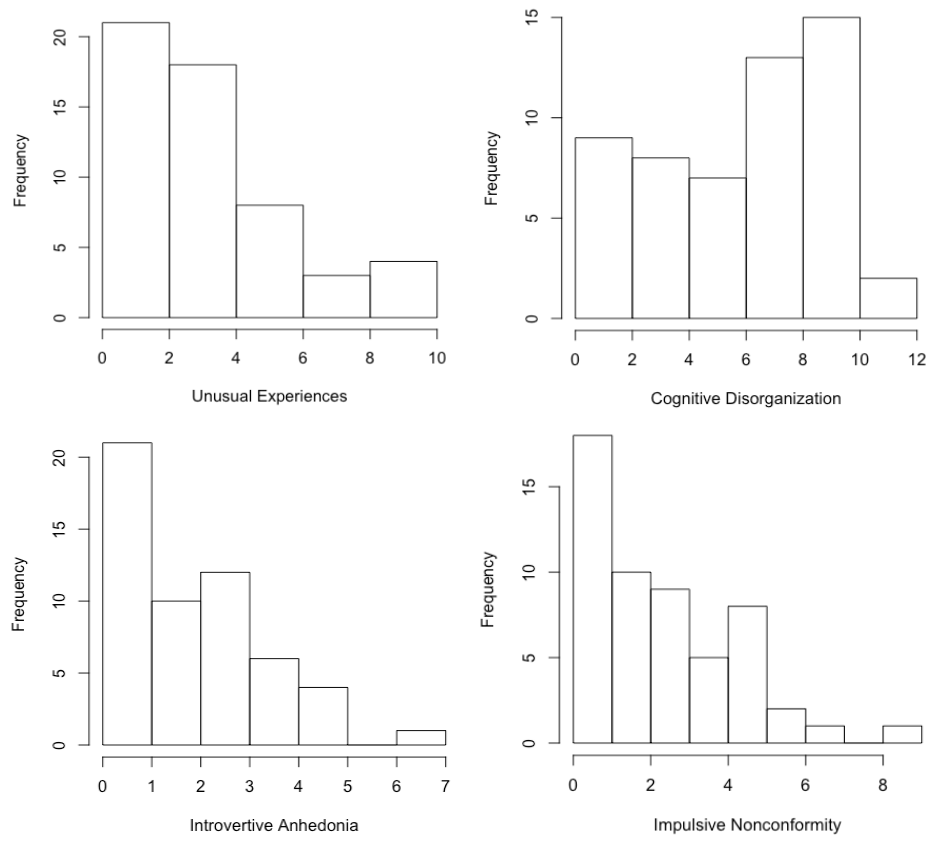 Frequency
20
15
10
5
0
0 2 4 6 8 10
Unusual Experiences
Frequency
15
10
5
0
0 2 4 6 8 10 12
Cognitive Disorganization
Frequency
20
15
10
5
0
0 1 2 3 4 5 6 7
Introvertive Anhedonia
Frequency
15
10
5
0
0 2 4 6 8
Impulsive Nonconformity